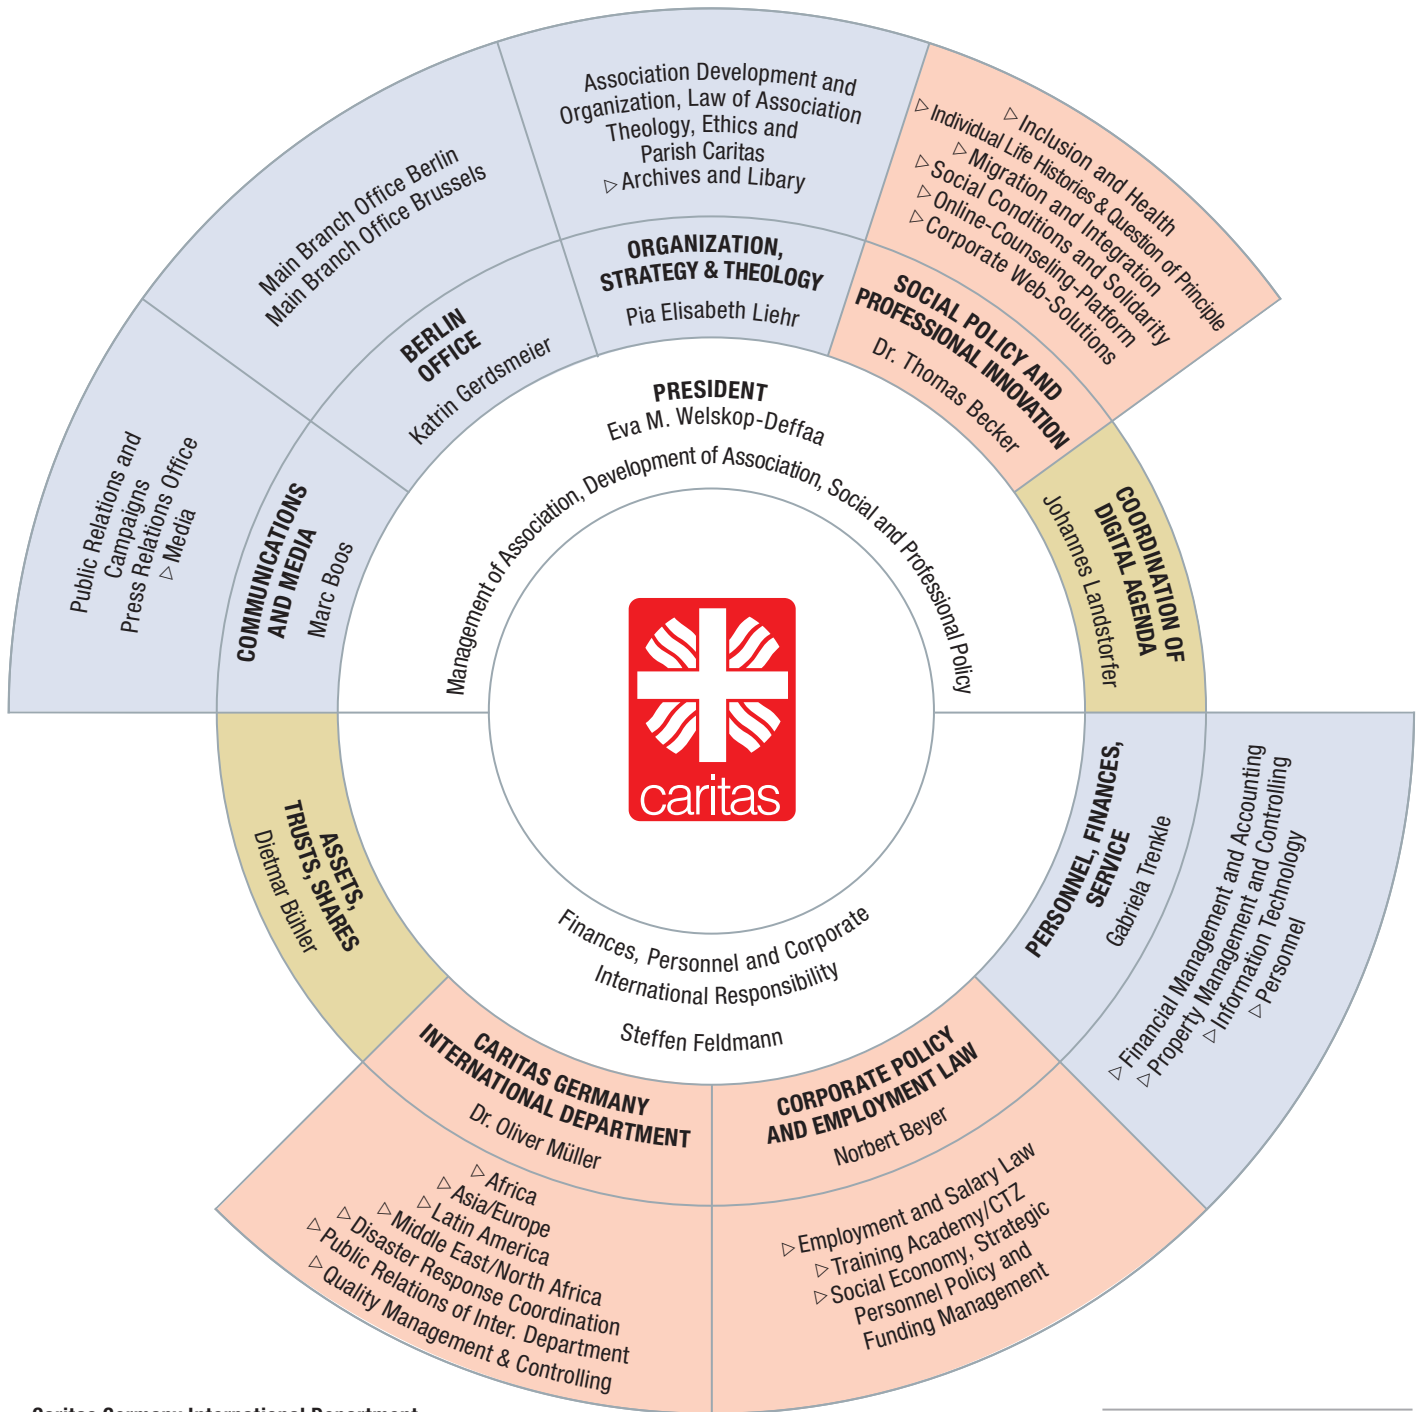 Association Development and
Organization, Law of Association
Theology, Ethics and
Parish Caritas
▷ Archives and Libary
ORGANIZATION,
STRATEGY & THEOLOGY
Pia Elisabeth Liehr
▷ Inclusion and Health
▷ Individual Life Histories & Question of Principle
▷ Migration and Integration
▷ Social Conditions and Solidarity
▷ Online-Counseling-Platform
▷ Corporate Web-Solutions
SOCIAL POLICY AND
PROFESSIONAL INNOVATION
Dr. Thomas Becker
Main Branch Office Berlin
Main Branch Office Brussels
BERLIN
OFFICE
Katrin Gerdsmeier
Public Relations and
Campaigns
Press Relations Office
▷ Media
COMMUNICATIONS
AND MEDIA
Marc Boos
PRESIDENT
Eva M. Welskop-Deffaa
Management of Association, Development of Association, Social and Professional Policy
COORDINATION OF
DIGITAL AGENDA
Johannes Landstorfer
caritas
ASSETS,
TRUSTS, SHARES
Dietmar Bühler
PERSONNEL, FINANCES,
SERVICE
Gabriela Trenkle
▷ Financial Management and Accounting
▷ Property Management and Controlling
▷ Information Technology
▷ Personnel
Finances, Personnel and Corporate
International Responsibility
Steffen Feldmann
CARITAS GERMANY
INTERNATIONAL DEPARTMENT
Dr. Oliver Müller
▷ Africa
▷ Asia/Europe
▷ Latin America
▷ Middle East/North Africa
▷ Disaster Response Coordination
▷ Public Relations of Inter. Department
▷ Quality Management & Controlling
CORPORATE POLICY
AND EMPLOYMENT LAW
Norbert Beyer
▷ Employment and Salary Law
▷ Training Academy/CTZ
▷ Social Economy, Strategic
Personnel Policy and
Funding Management
Caritas Germany International Department